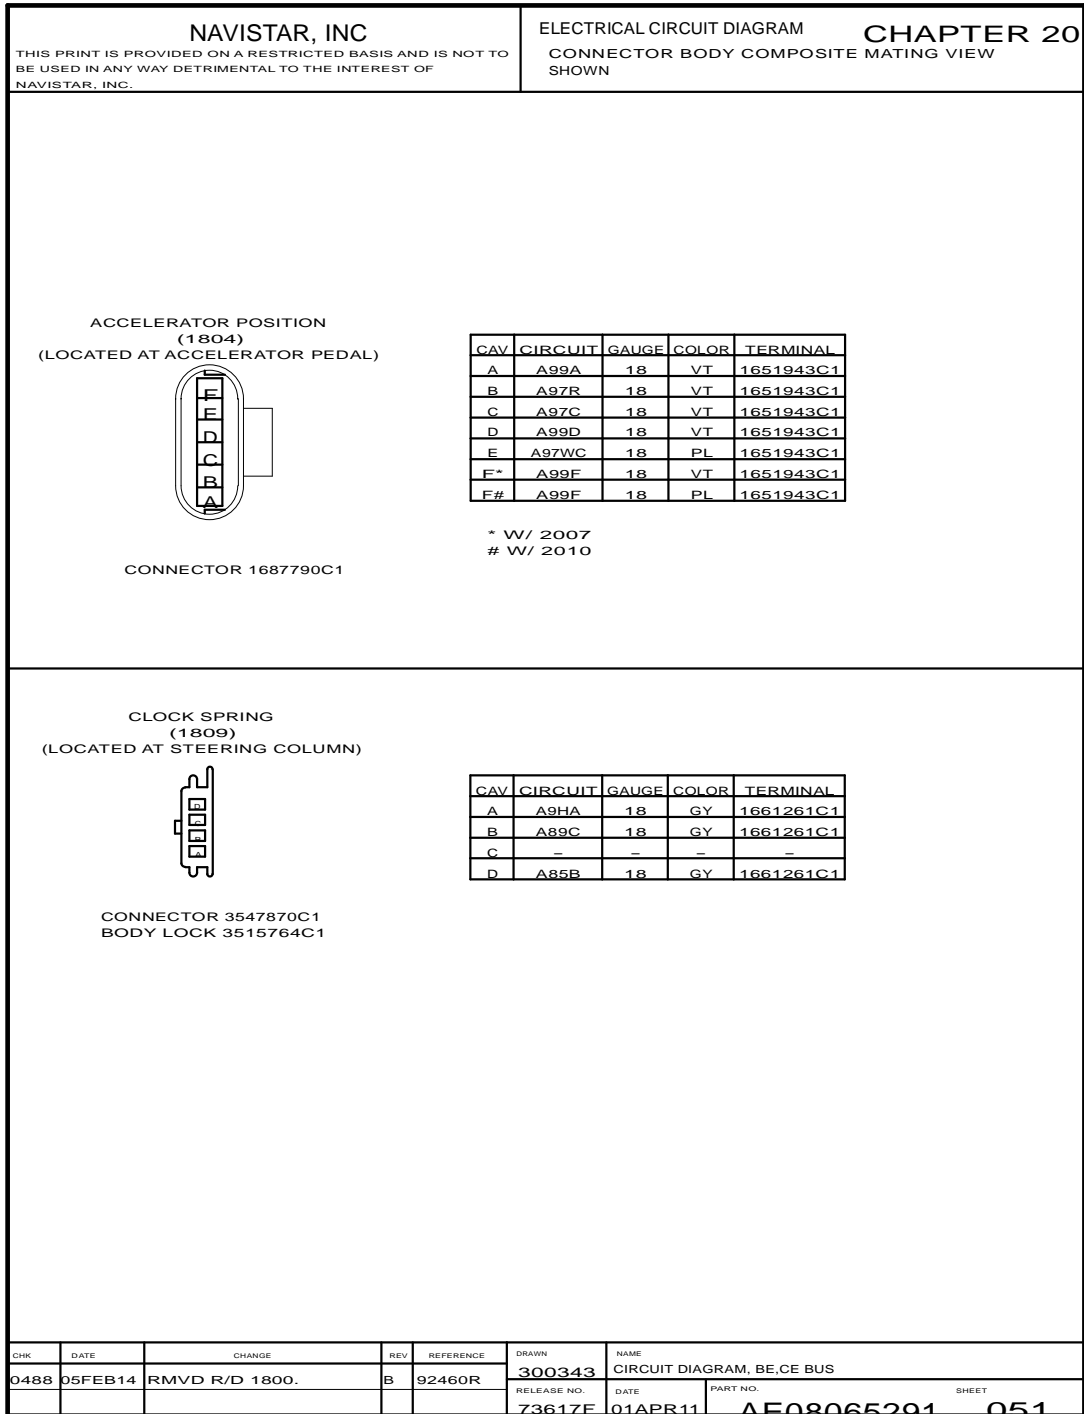 NAVISTAR, INC
THIS PRINT IS PROVIDED ON A RESTRICTED BASIS AND IS NOT TO
BE USED IN ANY WAY DETRIMENTAL TO THE INTEREST OF
NAVISTAR, INC.
ELECTRICAL CIRCUIT DIAGRAM CHAPTER 20
CONNECTOR BODY COMPOSITE MATING VIEW
SHOWN
ACCELERATOR POSITION
(1804)
(LOCATED AT ACCELERATOR PEDAL)
F
E
D
C
B
A
CONNECTOR 1687790C1
CAV CIRCUIT GAUGE COLOR TERMINAL
A A99A 18 VT 1651943C1
B A97R 18 VT 1651943C1
C A97C 18 VT 1651943C1
D A99D 18 VT 1651943C1
E A97WC 18 PL 1651943C1
F* A99F 18 VT 1651943C1
F# A99F 18 PL 1651943C1
* W/ 2007
# W/ 2010
CLOCK SPRING
(1809)
(LOCATED AT STEERING COLUMN)
D
C
B
A
CONNECTOR 3547870C1
BODY LOCK 3515764C1
CAV CIRCUIT GAUGE COLOR TERMINAL
A A9HA 18 GY 1661261C1
B A89C 18 GY 1661261C1
C – – – –
D A85B 18 GY 1661261C1
CHK DATE CHANGE REV REFERENCE
0488 05FEB14 RMVD R/D 1800. B 92460R
DRAWN
300343
NAME
CIRCUIT DIAGRAM, BE,CE BUS
RELEASE NO.
73617F
DATE
01APR11
PART NO.
AE08065291
SHEET
051